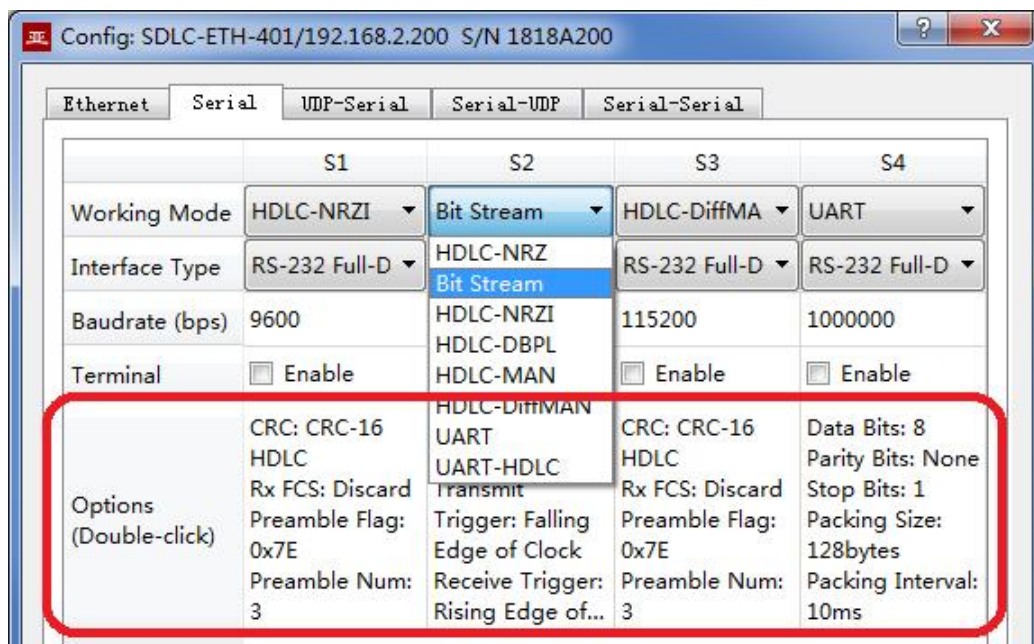 亚 Config: SDLC-ETH-401/192.168.2.200 S/N 1818A200 ? X
Ethernet Serial UDP-Serial Serial-UDP Serial-Serial
S1 S2 S3 S4
Working Mode HDLC-NRZI Bit Stream HDLC-DiffMA UART
HDLC-NRZ
Bit Stream
HDLC-NRZI
HDLC-DBPL
HDLC-MAN
HDLC-DiffMAN
UART
UART-HDLC
Interface Type RS-232 Full-D RS-232 Full-D RS-232 Full-D
Baudrate (bps) 9600 115200 1000000
Terminal Enable Enable Enable
Options
(Double-click)
CRC: CRC-16
HDLC
Rx FCS: Discard
Preamble Flag:
0x7E
Preamble Num:
3
Transmit
Trigger: Falling
Edge of Clock
Receive Trigger:
Rising Edge of...
CRC: CRC-16
HDLC
Rx FCS: Discard
Preamble Flag:
0x7E
Preamble Num:
3
Data Bits: 8
Parity Bits: None
Stop Bits: 1
Packing Size:
128bytes
Packing Interval:
10ms